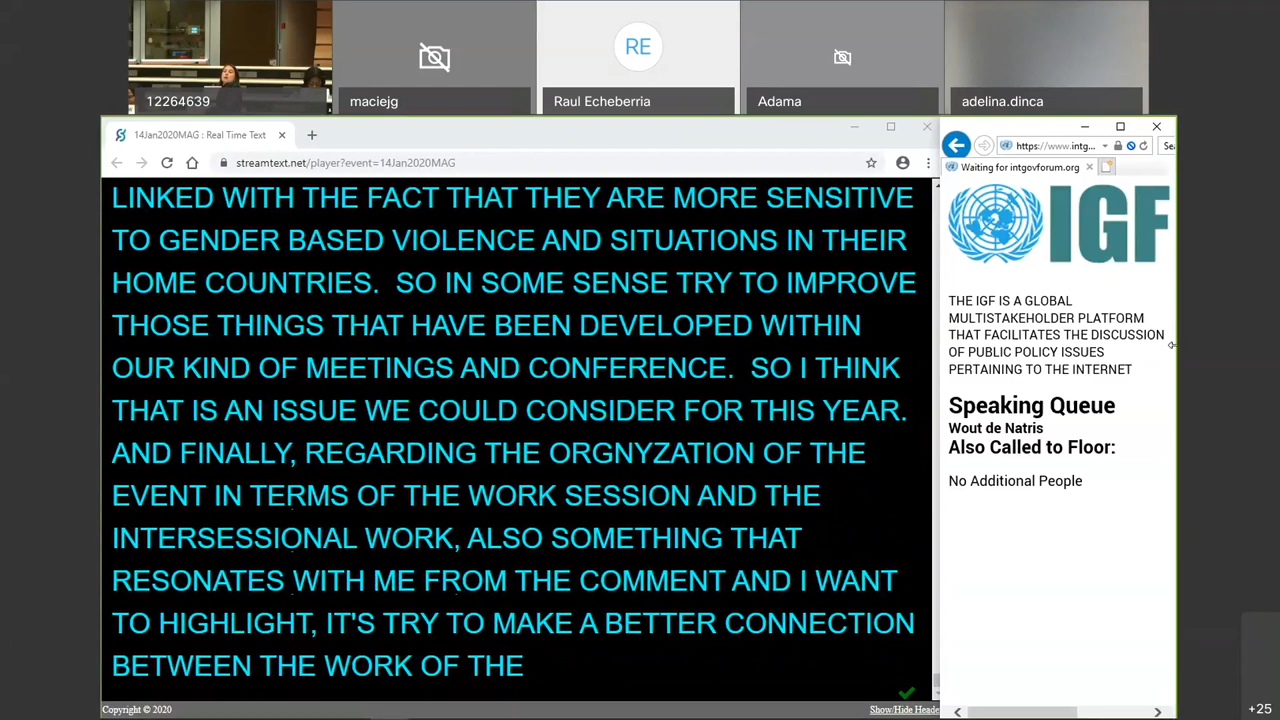 RE
12264639
maciejg
Raul Echeberria
Adama
adelina.dinca
14Jan2020MAG : Real Time Text
streamtext.net/player?event=14Jan2020MAG
LINKED WITH THE FACT THAT THEY ARE MORE SENSITIVE
TO GENDER BASED VIOLENCE AND SITUATIONS IN THEIR
HOME COUNTRIES.  SO IN SOME SENSE TRY TO IMPROVE
THOSE THINGS THAT HAVE BEEN DEVELOPED WITHIN
OUR KIND OF MEETINGS AND CONFERENCE.  SO I THINK
THAT IS AN ISSUE WE COULD CONSIDER FOR THIS YEAR.
AND FINALLY, REGARDING THE ORGNYZATION OF THE
EVENT IN TERMS OF THE WORK SESSION AND THE
INTERSESSIONAL WORK, ALSO SOMETHING THAT
RESONATES WITH ME FROM THE COMMENT AND I WANT
TO HIGHLIGHT, IT'S TRY TO MAKE A BETTER CONNECTION
BETWEEN THE WORK OF THE
Copyright © 2020
Show/Hide Heade
https://www.intg...
Sea
Waiting for intgovforum.org
IGF
THE IGF IS A GLOBAL
MULTISTAKEHOLDER PLATFORM
THAT FACILITATES THE DISCUSSION
OF PUBLIC POLICY ISSUES
PERTAINING TO THE INTERNET
Speaking Queue
Wout de Natris
Also Called to Floor:
No Additional People
+25